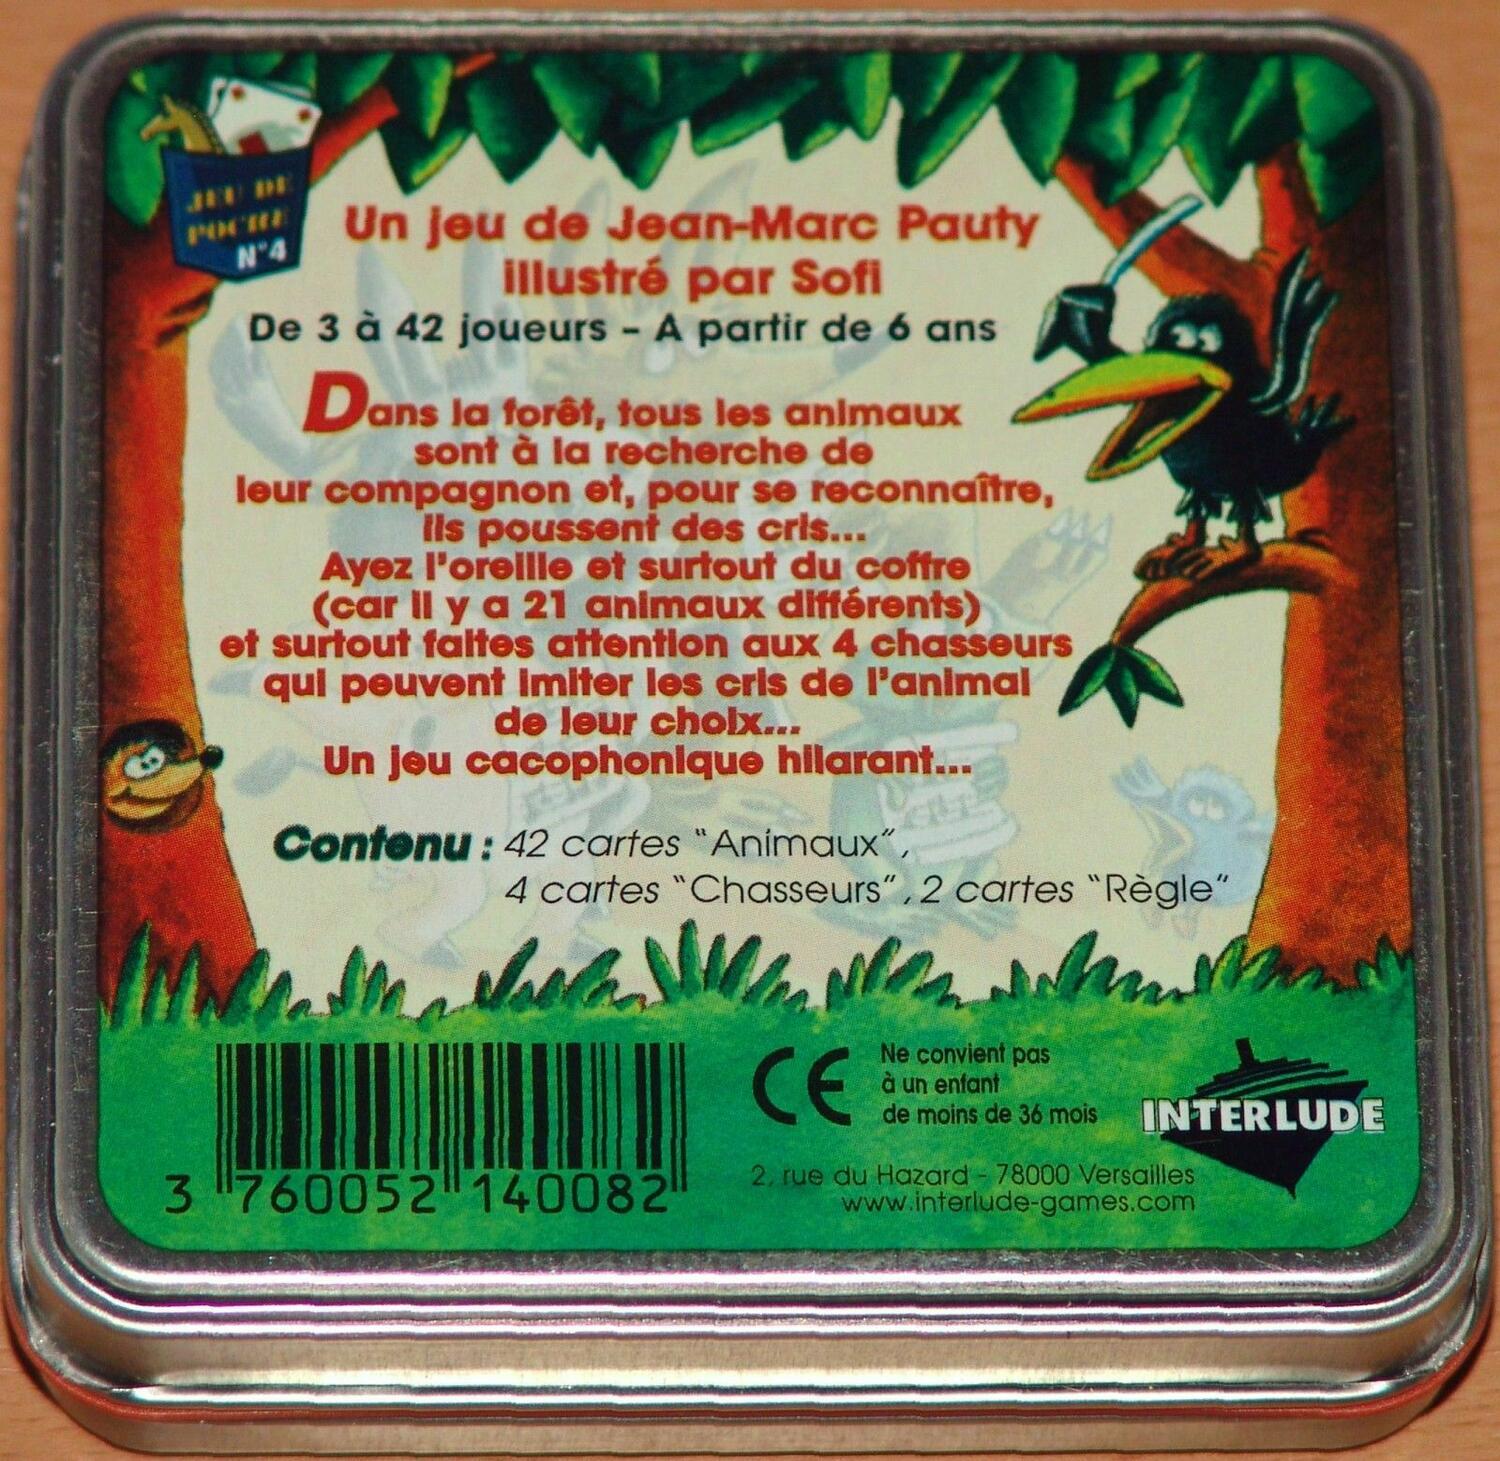 JEU DE
POCHE
N°4
Un jeu de Jean-Marc Pauty
illustré par Sofi
De 3 à 42 joueurs – A partir de 6 ans
Dans la forêt, tous les animaux
sont à la recherche de
leur compagnon et, pour se reconnaître,
ils poussent des cris...
Ayez l'oreille et surtout du coffre
(car il y a 21 animaux différents)
et surtout faites attention aux 4 chasseurs
qui peuvent imiter les cris de l'animal
de leur choix...
Un jeu cacophonique hilarant...
Contenu : 42 cartes "Animaux",
4 cartes "Chasseurs", 2 cartes "Règle"
3 760052 140082
CE
Ne convient pas
à un enfant
de moins de 36 mois
INTERLUDE
2, rue du Hazard - 78000 Versailles
www.interlude-games.com